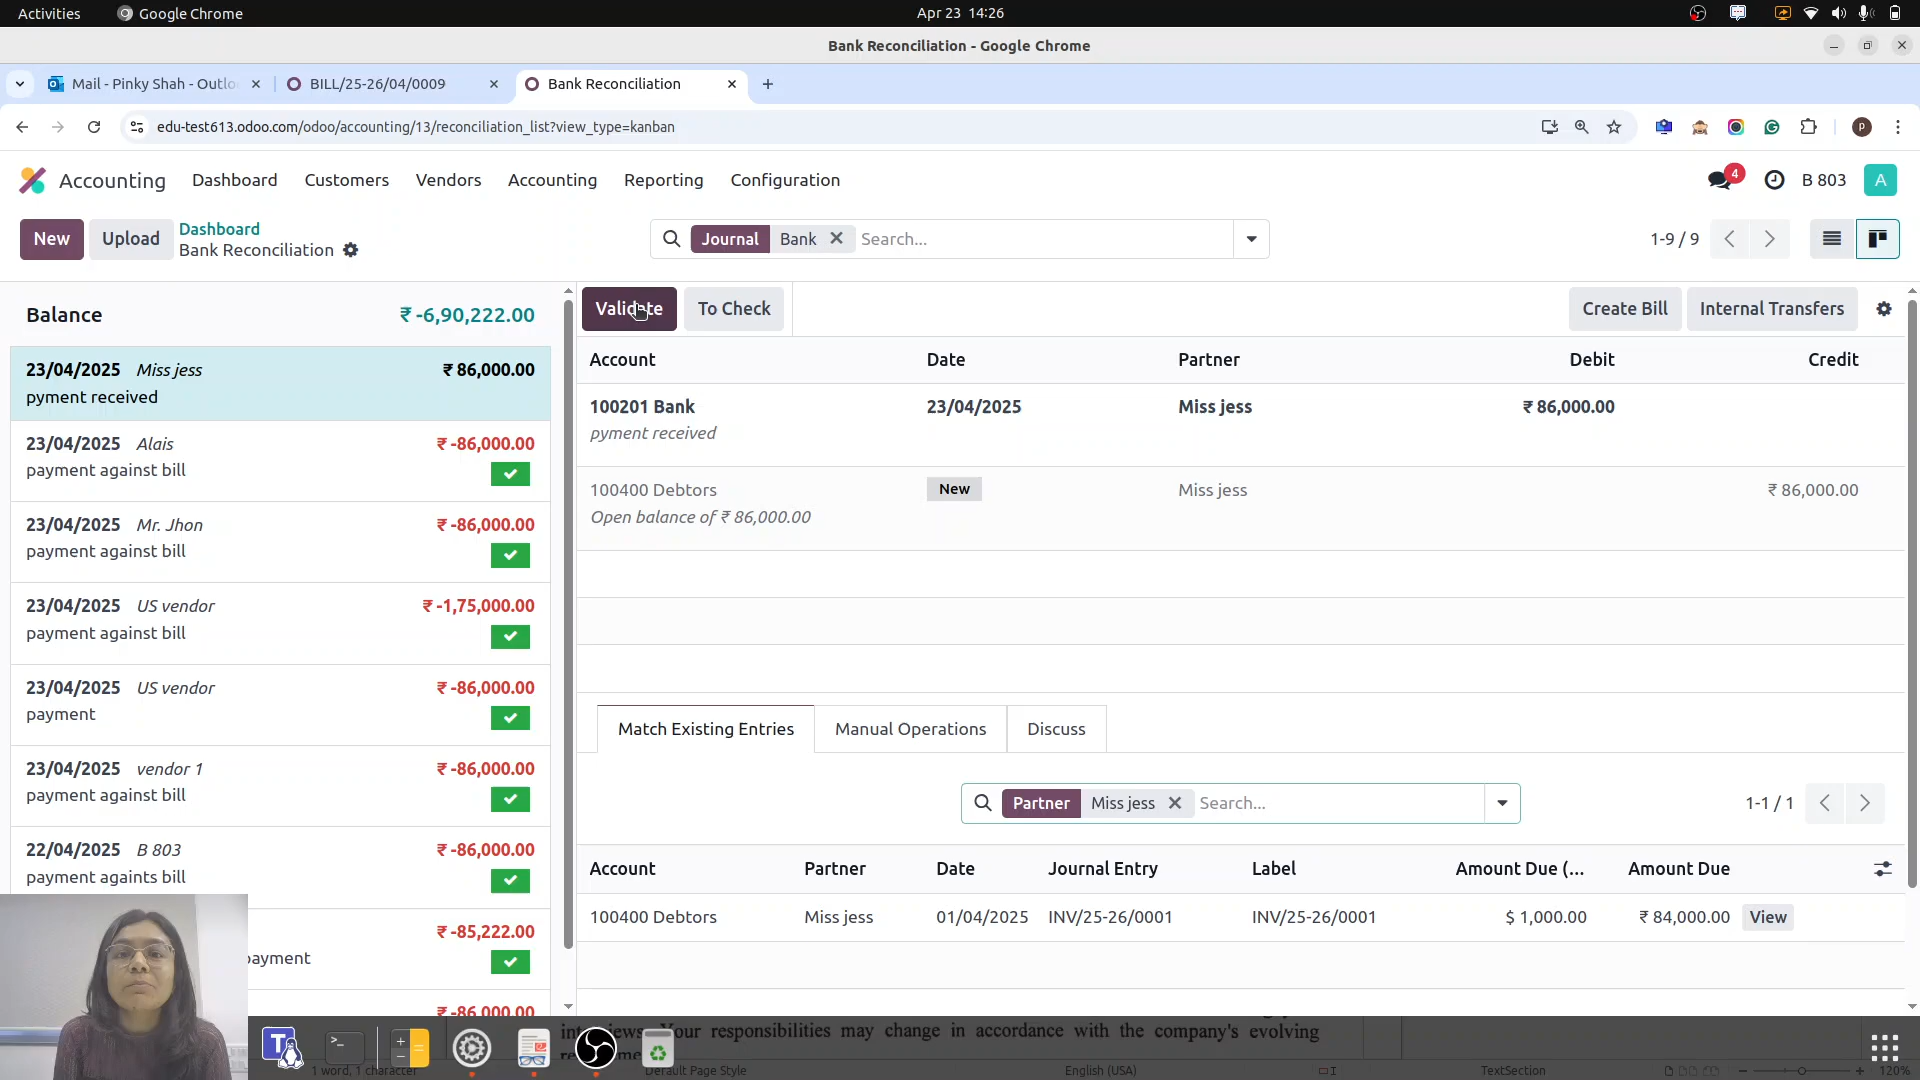 Activities
Google Chrome
Apr 23 14:26
Bank Reconciliation - Google Chrome
Mail - Pinky Shah - Outlo
BILL/25-26/04/0009
Bank Reconciliation
edu-test613.odoo.com/odoo/accounting/13/reconciliation_list?view_type=kanban
P
Accounting
Dashboard
Customers
Vendors
Accounting
Reporting
Configuration
4
B 803
A
New
Upload
Dashboard
Bank Reconciliation
Journal Bank
Search...
1-9 / 9
Balance
₹ -6,90,222.00
23/04/2025 Miss jess ₹ 86,000.00
pyment received
23/04/2025 Alais ₹ -86,000.00
payment against bill
23/04/2025 Mr. Jhon ₹ -86,000.00
payment against bill
23/04/2025 US vendor ₹ -1,75,000.00
payment against bill
23/04/2025 US vendor ₹ -86,000.00
payment
23/04/2025 vendor 1 ₹ -86,000.00
payment against bill
22/04/2025 B 803 ₹ -86,000.00
payment againts bill
₹ -85,222.00
payment
₹ -86,000.00
Validate
To Check
Create Bill
Internal Transfers
Account Date Partner Debit Credit
100201 Bank 23/04/2025 Miss jess ₹ 86,000.00
pyment received
100400 Debtors New Miss jess ₹ 86,000.00
Open balance of ₹ 86,000.00
Match Existing Entries
Manual Operations
Discuss
Partner Miss jess
Search...
1-1 / 1
Account Partner Date Journal Entry Label Amount Due (... Amount Due
100400 Debtors Miss jess 01/04/2025 INV/25-26/0001 INV/25-26/0001 $ 1,000.00 ₹ 84,000.00 View
Your responsibilities may change in accordance with the company's evolving
1 word, 1 character
Default Page Style
English (USA)
TextSection
120%